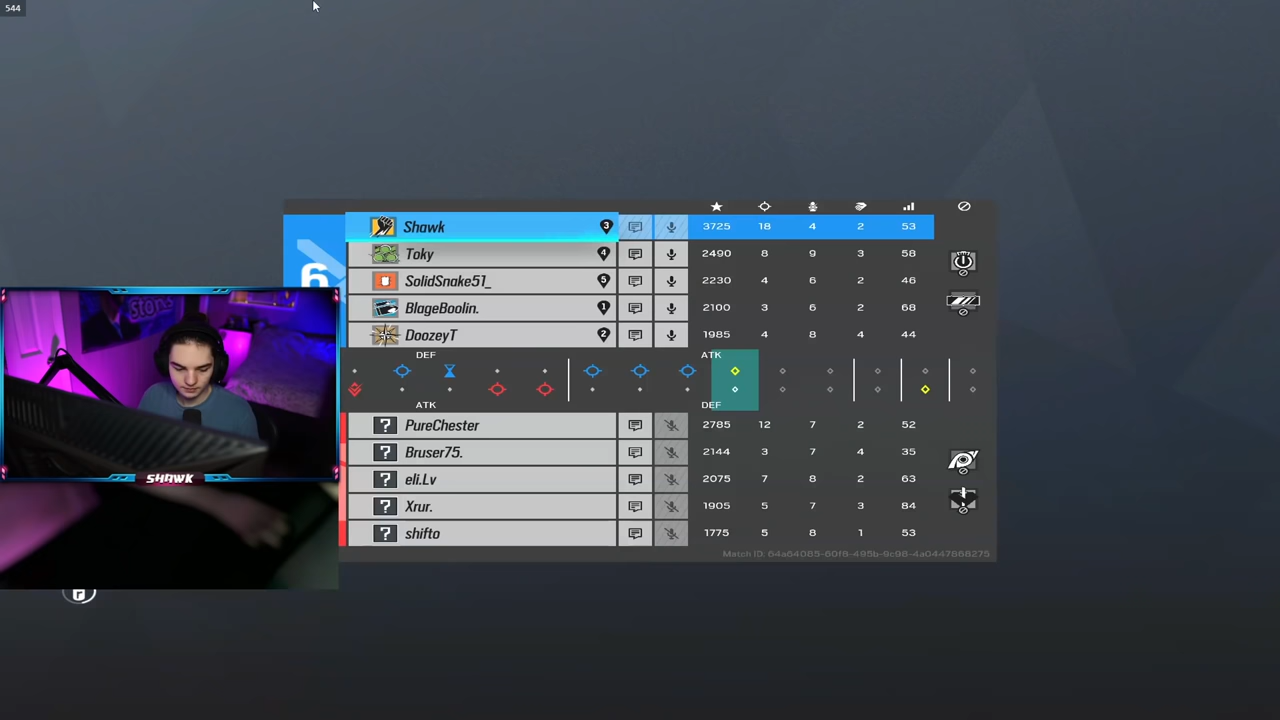 544
Shawk 3 3725 18 4 2 53
Toky 4 2490 8 9 3 58
SolidSnake51_ 5 2230 4 6 2 46
BlageBoolin. 1 2100 3 6 2 68
DoozeyT 2 1985 4 8 4 44
DEF ATK
ATK DEF
? PureChester 2785 12 7 2 52
? Bruser75. 2144 3 7 4 35
? eli.Lv 2075 7 8 2 63
? Xrur. 1905 5 7 3 84
? shifto 1775 5 8 1 53
SHAWK